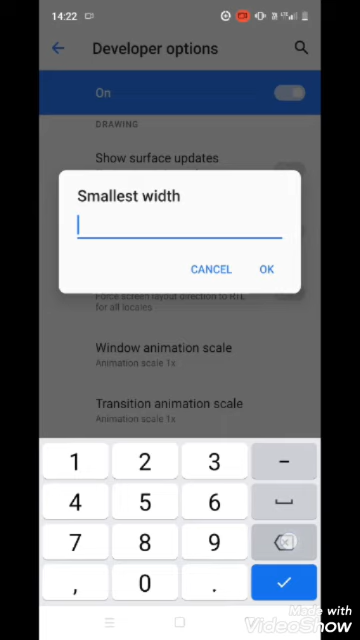 14:22
Developer options
On
DRAWING
Show surface updates
Smallest width
CANCEL
OK
Force screen layout direction to RTL
for all locales
Window animation scale
Animation scale 1x
Transition animation scale
Animation scale 1x
1 2 3 -
4 5 6
7 8 9
, 0 .
Made with
VideoShow